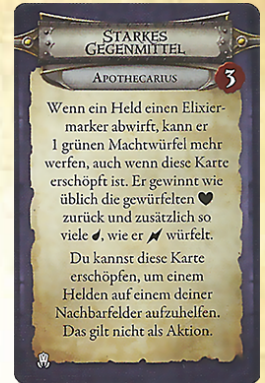 Starkes
Gegenmittel
Apothecarius
3
Wenn ein Held einen Elixier-
marker abwirft, kann er
1 grünen Machtwürfel mehr
werfen, auch wenn diese Karte
erschöpft ist. Er gewinnt wie
üblich die gewürfelten ♥
zurück und zusätzlich so
viele, wie er würfelt.
Du kannst diese Karte
erschöpfen, um einem
Helden auf einem deiner
Nachbarfelder aufzuhelfen.
Das gilt nicht als Aktion.